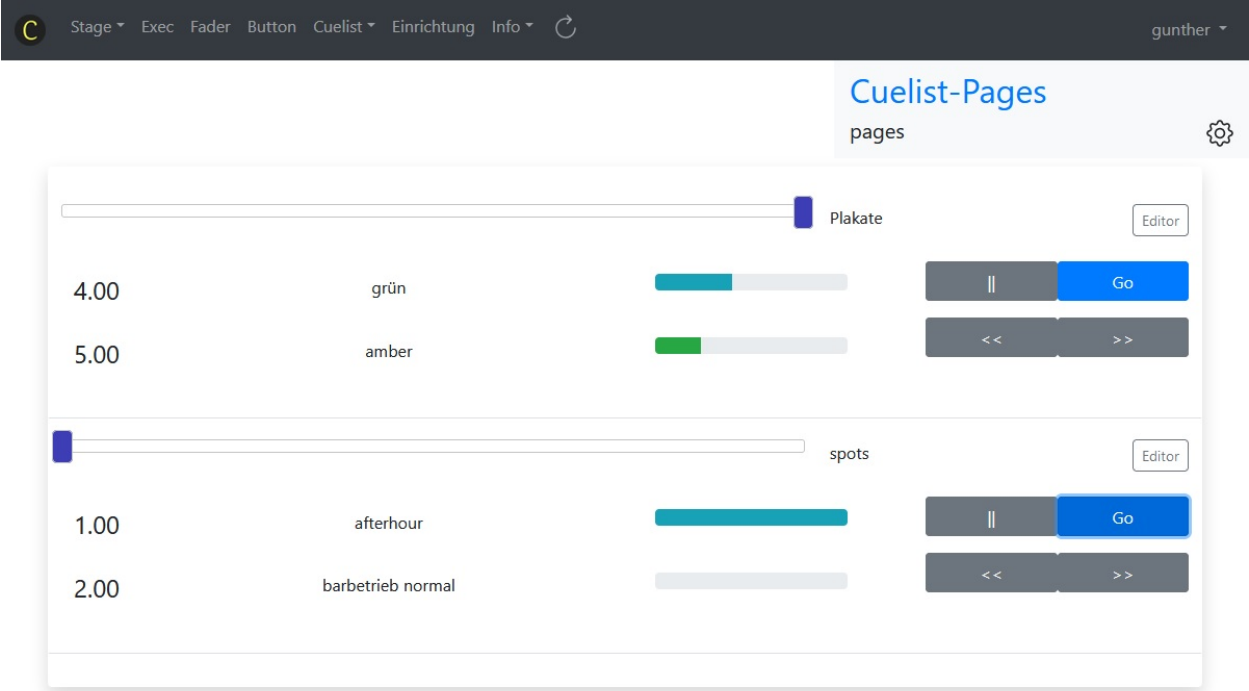 C Stage Exec Fader Button Cuelist Einrichtung Info gunther
Cuelist-Pages
pages
Plakate Editor
4.00 grün || Go
5.00 amber << >>
spots Editor
1.00 afterhour || Go
2.00 barbetrieb normal << >>